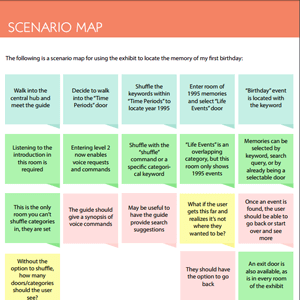 SCENARIO MAP
The following is a scenario map for using the exhibit to locate the memory of my first birthday:
Walk into the
central hub and
meet the guide
Decide to walk
into the "Time
Periods" door
Shuffle the
keywords within
"Time Periods" to
locate year 1995
Enter room of
1995 memories
and select "Life
Events" door
"Birthday" event
is located with
the keyword
Listening to the
introduction in
this room is
required
Entering level 2
now enables
voice requests
and commands
Shuffle with the
"shuffle"
command or a
specific categori-
cal keyword
"Life Events" is an
overlapping
category, but this
room only shows
1995 events
Memories can be
selected by
keyword, search
query, or by
being already a
selectable door
This is the only
room you can't
shuffle categories
in, they are set
The guide should
give a synopsis of
voice commands
May be useful to
have the guide
provide search
suggestions
What if the user
gets this far and
realizes it's not
where they
wanted to be?
Once an event is
found, the user
should be able to
go back or start
over and see
more
Without the
option to shuffle,
how many
doors/categories
should the user
see?
They should have
the option to go
back
An exit door is
also available, as
is in every room
of the exhibit